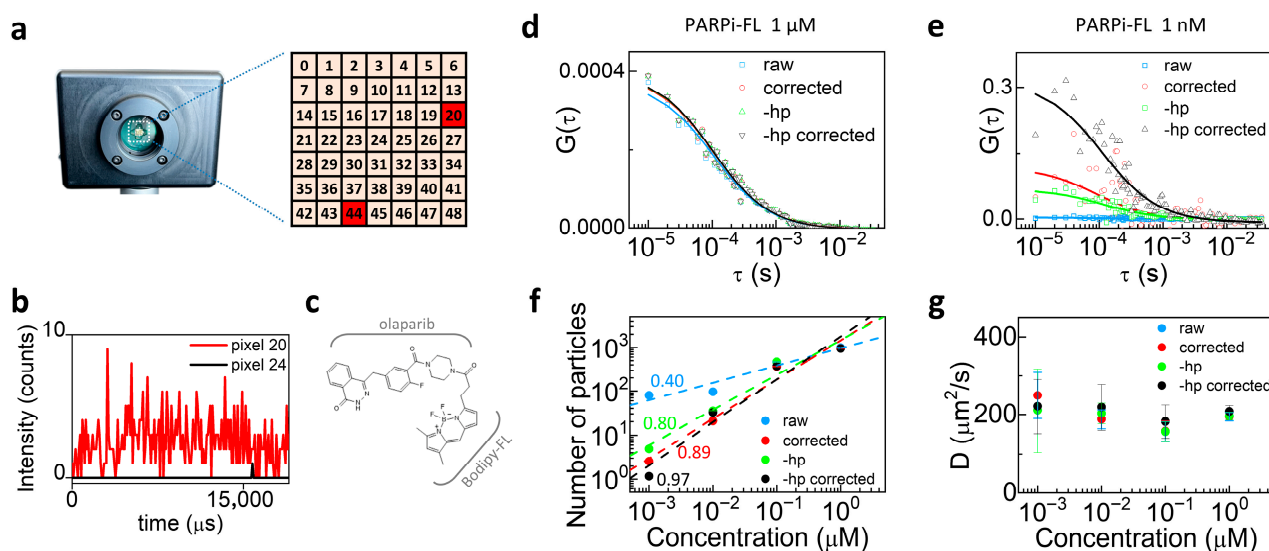 a
0 1 2 3 4 5 6
7 8 9 10 11 12 13
14 15 16 17 18 19 20
21 22 23 24 25 26 27
28 29 30 31 32 33 34
35 36 37 38 39 40 41
42 43 44 45 46 47 48
b
Intensity (counts)
10
0
pixel 20
pixel 24
0
15,000
time (μs)
c
olaparib
O
N
N
O
F
O
N
NH
F
F
B
N
N
Bodipy-FL
d
PARPi-FL 1 μM
G(τ)
0.0004
0.0000
raw
corrected
-hp
-hp corrected
10⁻⁵ 10⁻⁴ 10⁻³ 10⁻²
τ (s)
e
PARPi-FL 1 nM
G(τ)
0.3
0.0
raw
corrected
-hp
-hp corrected
10⁻⁵ 10⁻⁴ 10⁻³ 10⁻²
τ (s)
f
Number of particles
10³
10²
10¹
10⁰
0.40
0.80
0.89
0.97
raw
corrected
-hp
-hp corrected
10⁻³ 10⁻² 10⁻¹ 10⁰
Concentration (μM)
g
D (μm²/s)
400
200
0
raw
corrected
-hp
-hp corrected
10⁻³ 10⁻² 10⁻¹ 10⁰
Concentration (μM)